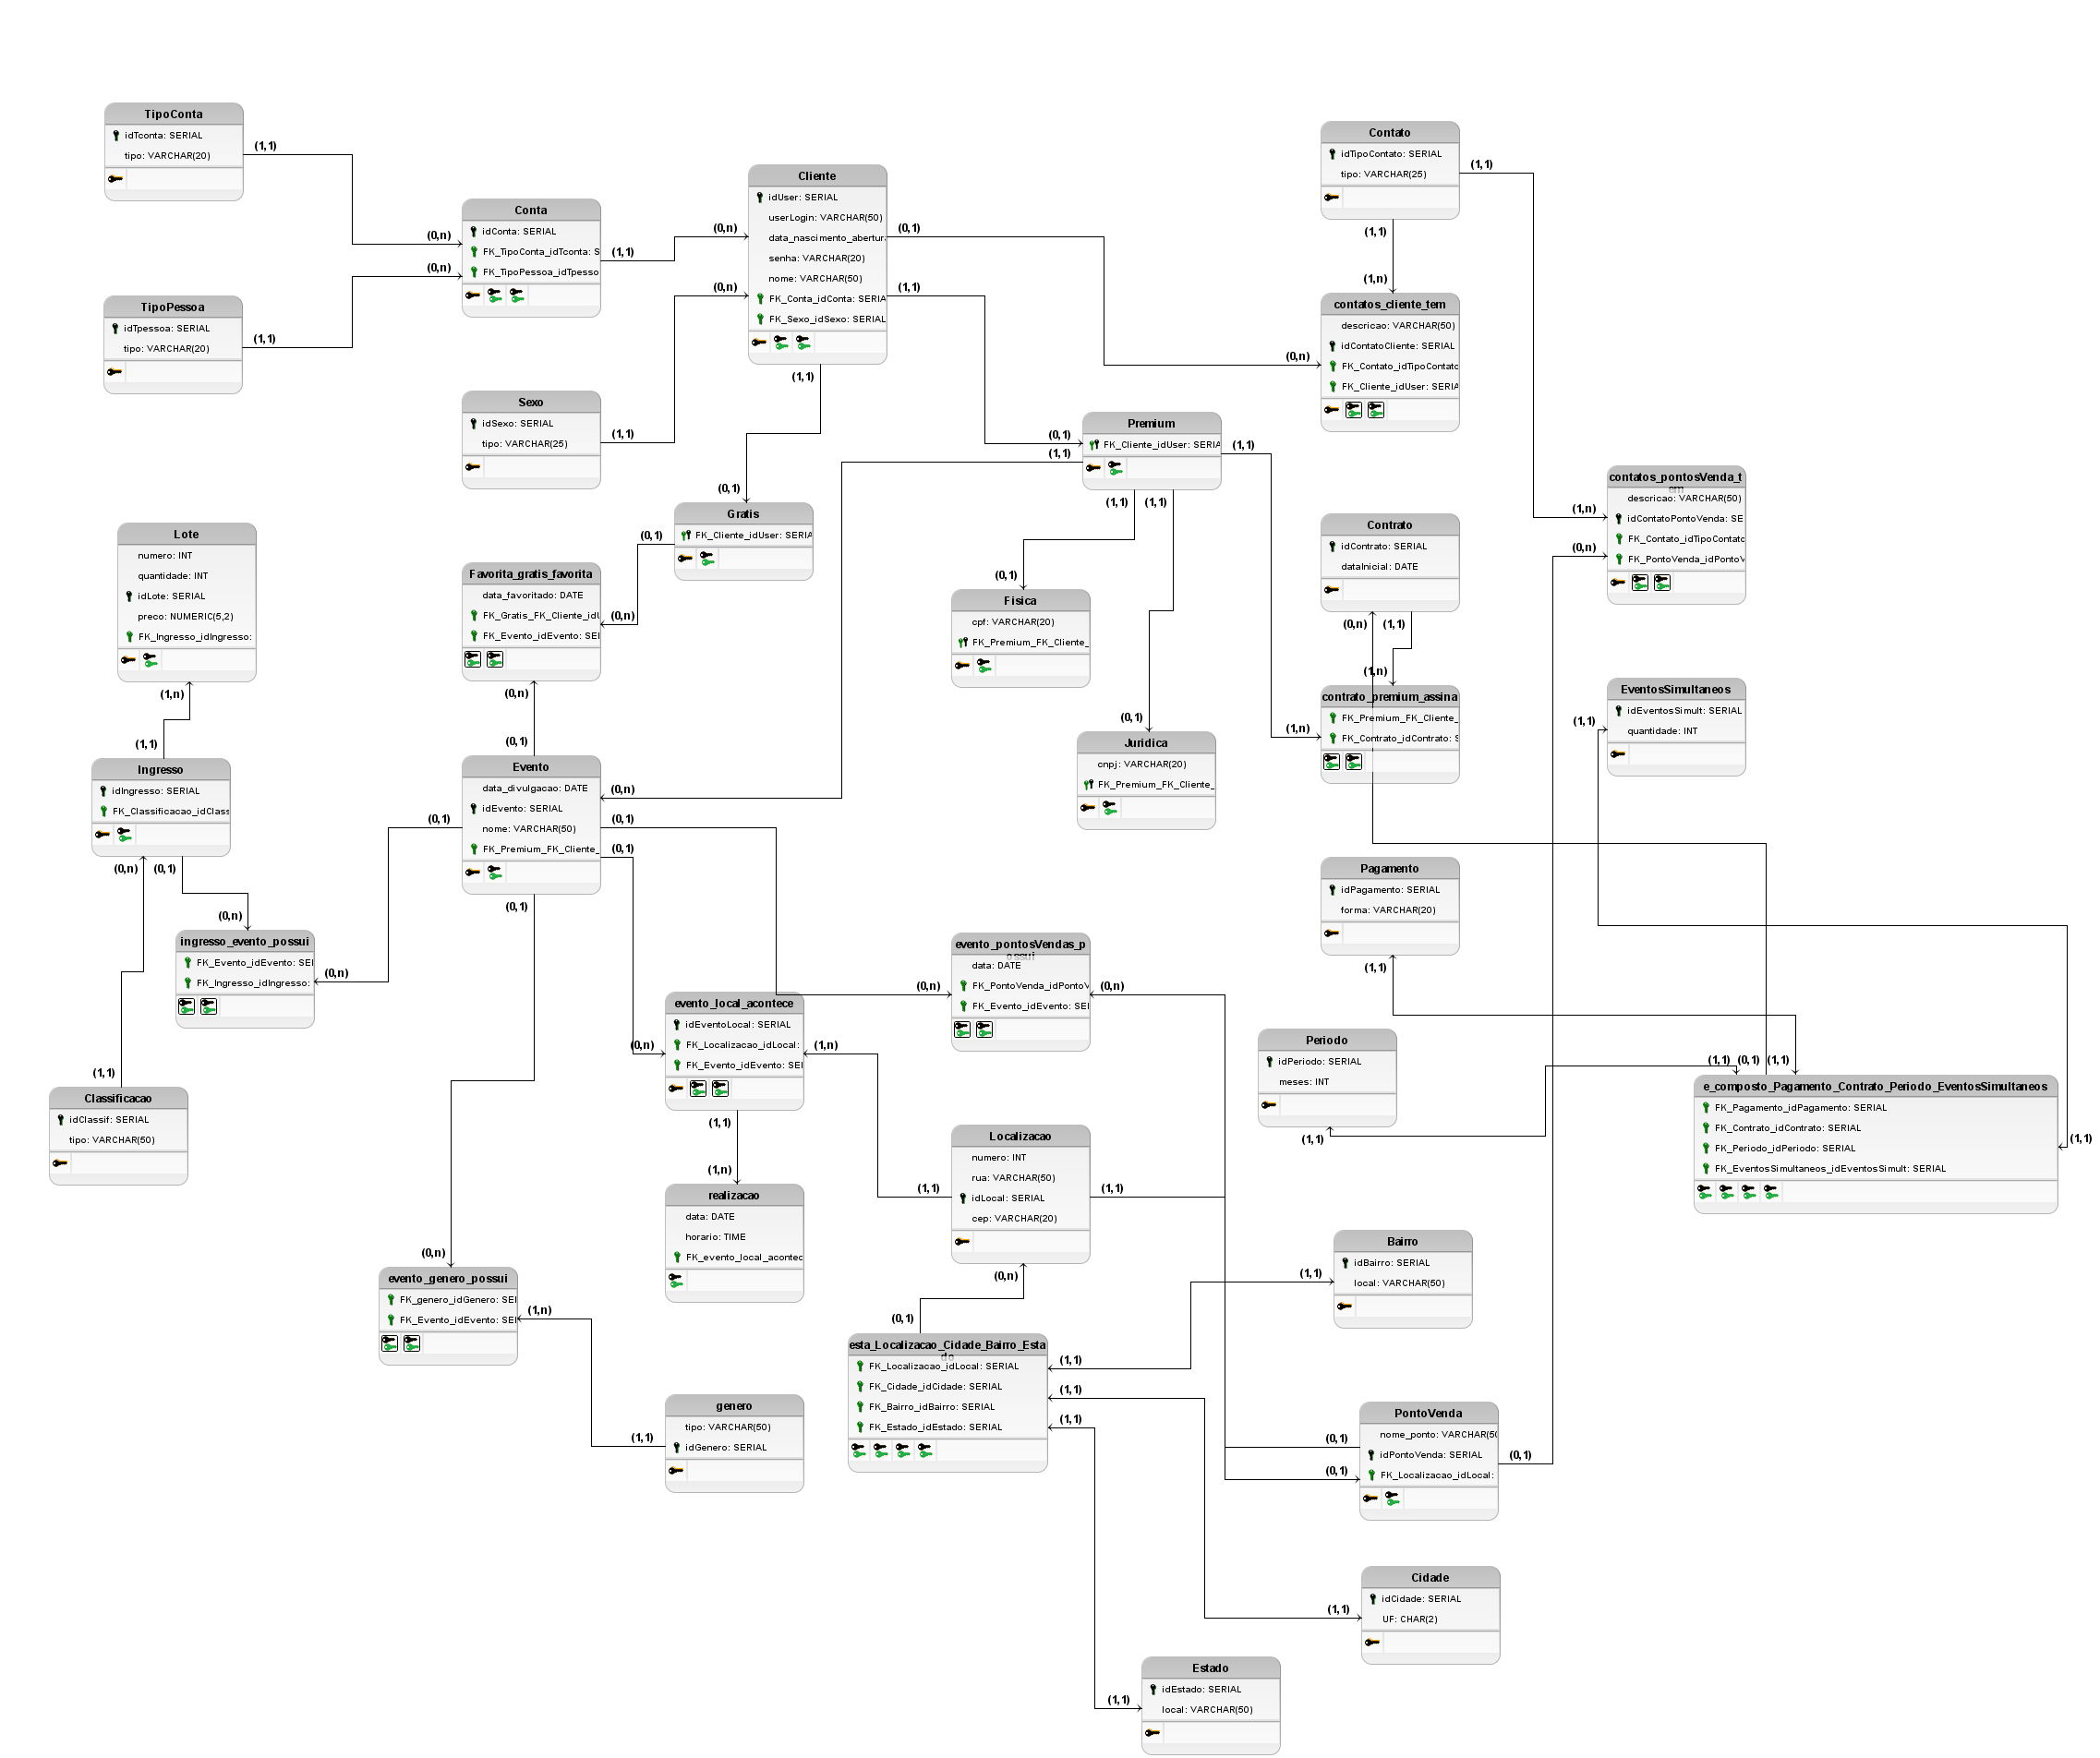 TipoConta
idTconta: SERIAL
tipo: VARCHAR(20)
(1,1)
(0,n)
TipoPessoa
idTpessoa: SERIAL
tipo: VARCHAR(20)
(1,1)
(0,n)
Conta
idConta: SERIAL
FK_TipoConta_idTconta: S
FK_TipoPessoa_idTpesso
(1,1)
(0,n)
Sexo
idSexo: SERIAL
tipo: VARCHAR(25)
(1,1)
(0,n)
Cliente
idUser: SERIAL
userLogin: VARCHAR(50)
data_nascimento_abertura
senha: VARCHAR(20)
nome: VARCHAR(50)
FK_Conta_idConta: SERIA
FK_Sexo_idSexo: SERIAL
(0,1)
(1,1)
(1,1)
Contato
idTipoContato: SERIAL
tipo: VARCHAR(25)
(1,1)
(1,1)
(1,n)
contatos_cliente_tem
descricao: VARCHAR(50)
idContatoCliente: SERIAL
FK_Contato_idTipoContato
FK_Cliente_idUser: SERIA
(0,n)
Premium
FK_Cliente_idUser: SERIA
(0,1)
(1,1)
(1,1)
(1,1)
(1,1)
contatos_pontosVenda_t
em
descricao: VARCHAR(50)
idContatoPontoVenda: SE
FK_Contato_idTipoContato
FK_PontoVenda_idPontoV
(1,n)
(0,n)
Gratis
FK_Cliente_idUser: SERIA
(0,1)
(0,1)
Favorita_gratis_favorita
data_favoritado: DATE
FK_Gratis_FK_Cliente_idU
FK_Evento_idEvento: SEI
(0,n)
(0,n)
(0,1)
Lote
numero: INT
quantidade: INT
idLote: SERIAL
preco: NUMERIC(5,2)
FK_Ingresso_idIngresso:
(1,n)
(1,1)
Fisica
cpf: VARCHAR(20)
FK_Premium_FK_Cliente_
(0,1)
Contrato
idContrato: SERIAL
dataInicial: DATE
(0,n)
(1,1)
(1,n)
contrato_premium_assina
FK_Premium_FK_Cliente_
FK_Contrato_idContrato: S
(1,n)
Juridica
cnpj: VARCHAR(20)
FK_Premium_FK_Cliente_
(0,1)
EventosSimultaneos
idEventosSimult: SERIAL
quantidade: INT
(1,1)
Ingresso
idIngresso: SERIAL
FK_Classificacao_idClass
(0,n)
(0,1)
Evento
data_divulgacao: DATE
idEvento: SERIAL
nome: VARCHAR(50)
FK_Premium_FK_Cliente_
(0,n)
(0,1)
(0,1)
(0,1)
(0,1)
Pagamento
idPagamento: SERIAL
forma: VARCHAR(20)
(1,1)
ingresso_evento_possui
FK_Evento_idEvento: SEI
FK_Ingresso_idIngresso:
(0,n)
(0,n)
evento_pontosVendas_p
ossui
data: DATE
FK_PontoVenda_idPontoV
FK_Evento_idEvento: SEI
(0,n)
(0,n)
evento_local_acontece
idEventoLocal: SERIAL
FK_Localizacao_idLocal:
FK_Evento_idEvento: SEI
(0,n)
(1,n)
(1,1)
(1,n)
Periodo
idPeriodo: SERIAL
meses: INT
(1,1)
e_composto_Pagamento_Contrato_Periodo_EventosSimultaneos
FK_Pagamento_idPagamento: SERIAL
FK_Contrato_idContrato: SERIAL
FK_Periodo_idPeriodo: SERIAL
FK_EventosSimultaneos_idEventosSimult: SERIAL
(1,1)
(0,1)
(1,1)
(1,1)
Classificacao
idClassif: SERIAL
tipo: VARCHAR(50)
(1,1)
Localizacao
numero: INT
rua: VARCHAR(50)
idLocal: SERIAL
cep: VARCHAR(20)
(1,1)
(1,1)
(0,n)
realizacao
data: DATE
horario: TIME
FK_evento_local_acontec
Bairro
idBairro: SERIAL
local: VARCHAR(50)
(1,1)
evento_genero_possui
FK_genero_idGenero: SEI
FK_Evento_idEvento: SEI
(0,n)
(1,n)
esta_Localizacao_Cidade_Bairro_Esta
do
FK_Localizacao_idLocal: SERIAL
FK_Cidade_idCidade: SERIAL
FK_Bairro_idBairro: SERIAL
FK_Estado_idEstado: SERIAL
(0,1)
(1,1)
(1,1)
(1,1)
genero
tipo: VARCHAR(50)
idGenero: SERIAL
(1,1)
PontoVenda
nome_ponto: VARCHAR(50
idPontoVenda: SERIAL
FK_Localizacao_idLocal:
(0,1)
(0,1)
(0,1)
Cidade
idCidade: SERIAL
UF: CHAR(2)
(1,1)
Estado
idEstado: SERIAL
local: VARCHAR(50)
(1,1)